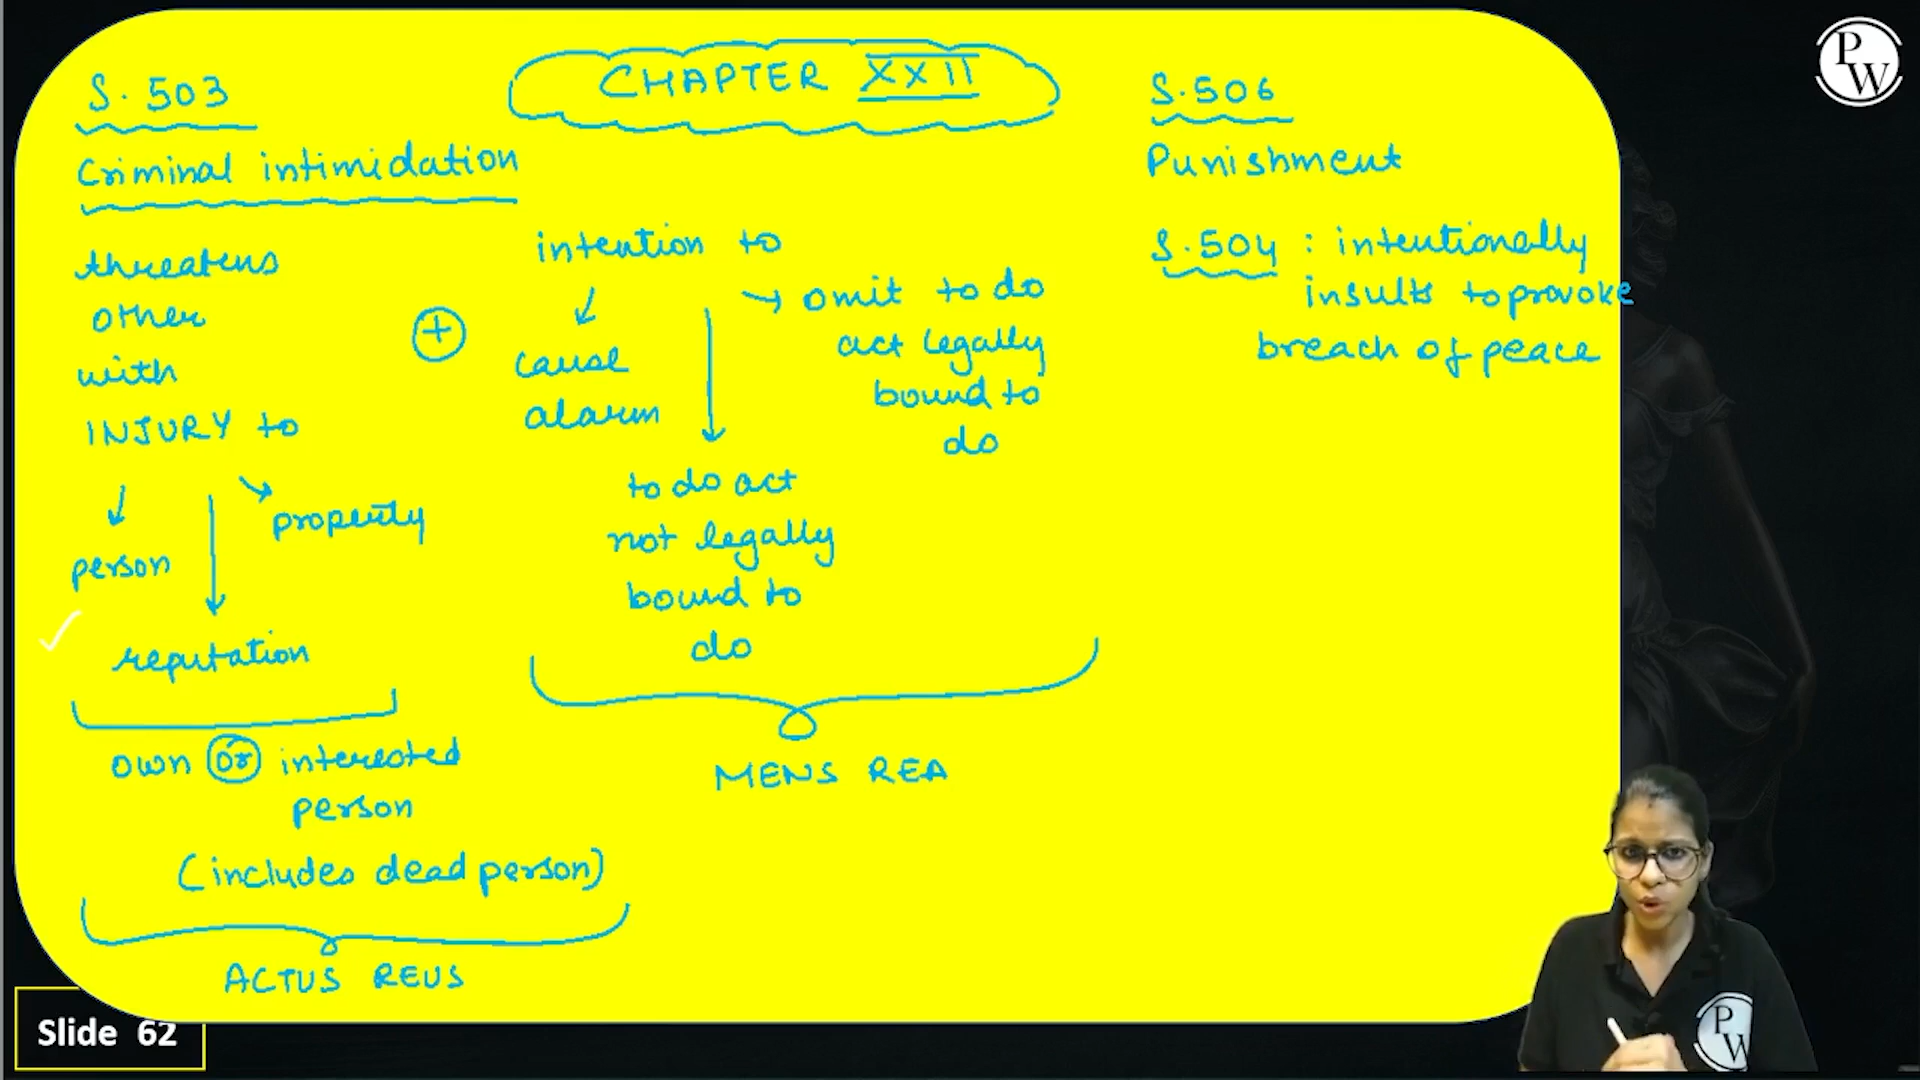 CHAPTER XXII
S. 503
Criminal intimidation
threatens
other
with
INJURY to
person
property
reputation
own or interested
person
(includes dead person)
ACTUS REUS
+
intention to
cause
alarm
to do act
not legally
bound to
do
omit to do
act legally
bound to
do
MENS REA
S. 506
Punishment
S. 504 : intentionally
insults to provoke
breach of peace
PW
PW
Slide 62